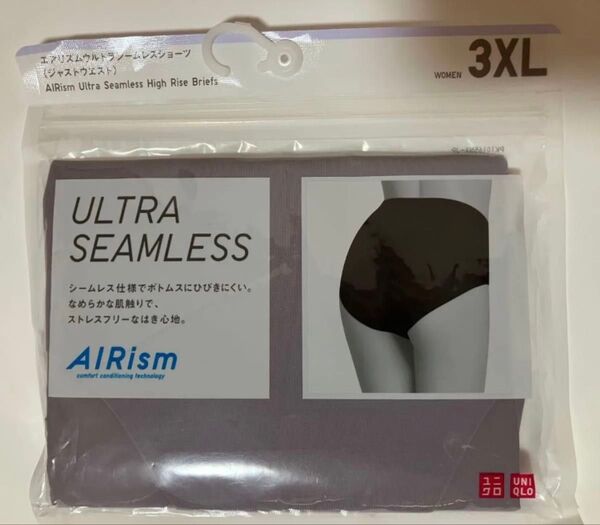 エアリズムウルトラシームレスショーツ
(ジャストウエスト)
AIRism Ultra Seamless High Rise Briefs
WOMEN 3XL
ULTRA
SEAMLESS
シームレス仕様でボトムスにひびきにくい。
なめらかな肌触りで、
ストレスフリーなはき心地。
AIRism
comfort conditioning technology
ユニ
クロ
UNI
QLO